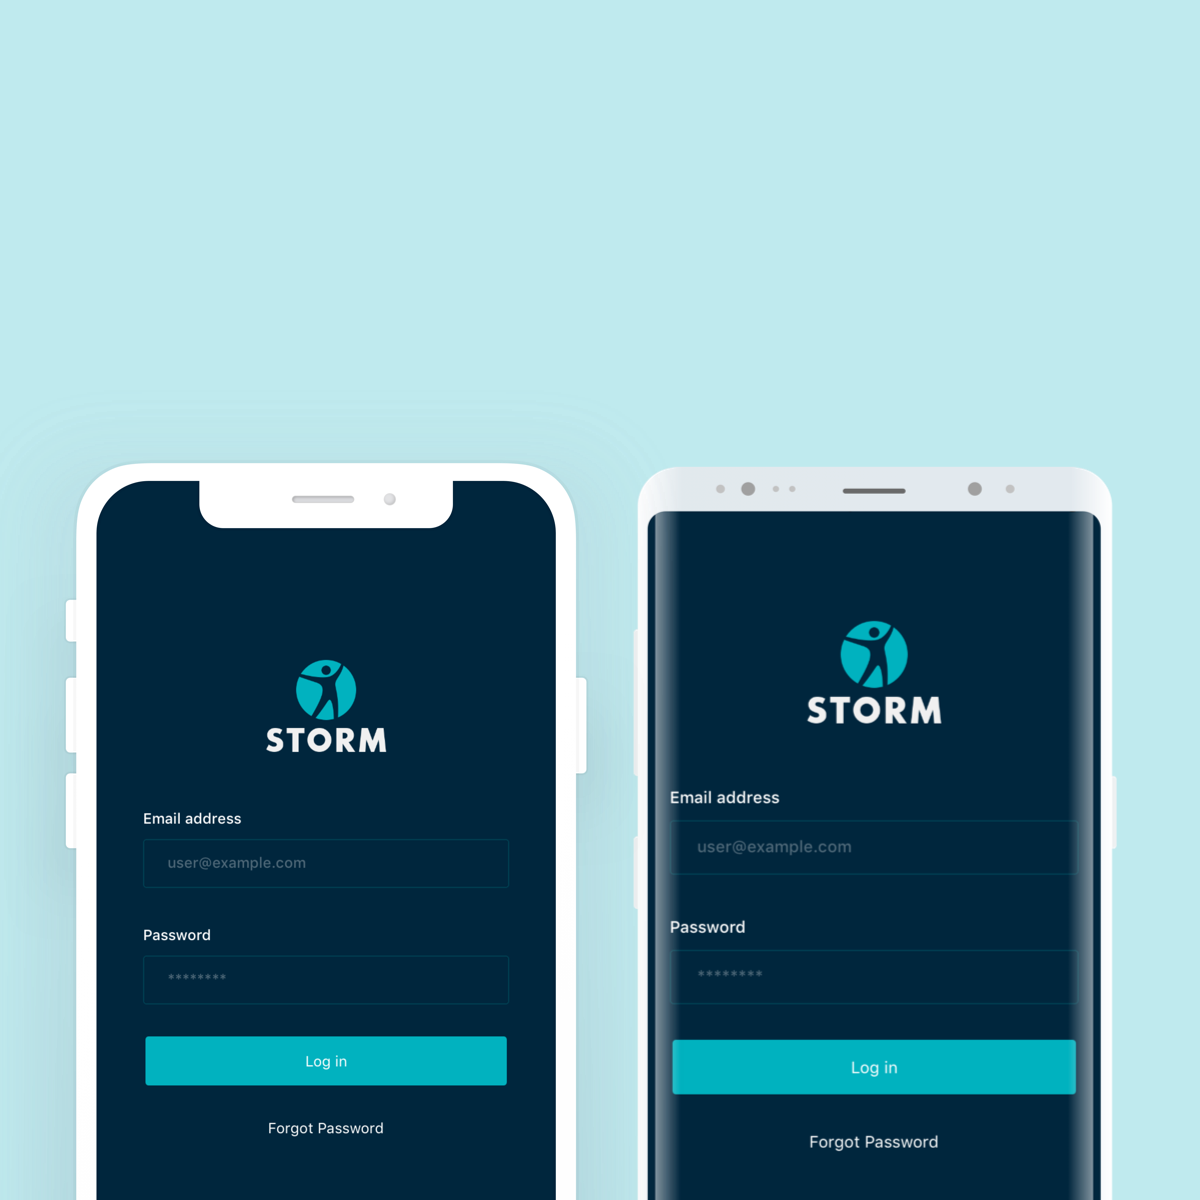 STORM
Email address
user@example.com
Password
********
Log in
Forgot Password
STORM
Email address
user@example.com
Password
********
Log in
Forgot Password